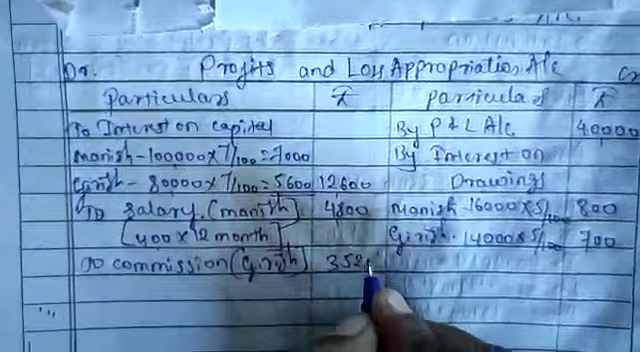 Dr. Profits and Loss Appropriation A/c Cr
Particulars ₹ Particulars ₹
To Interest on capital By P & L A/c 40000
Manish - 100000 x 7/100 = 7000 By Interest on
Girish - 80000 x 7/100 = 5600 12600 Drawings
To Salary (Manish) 4800 Manish - 16000 x 5/100 800
[400 x 12 month] Girish - 14000 x 5/100 700
To commission (Girish) 352